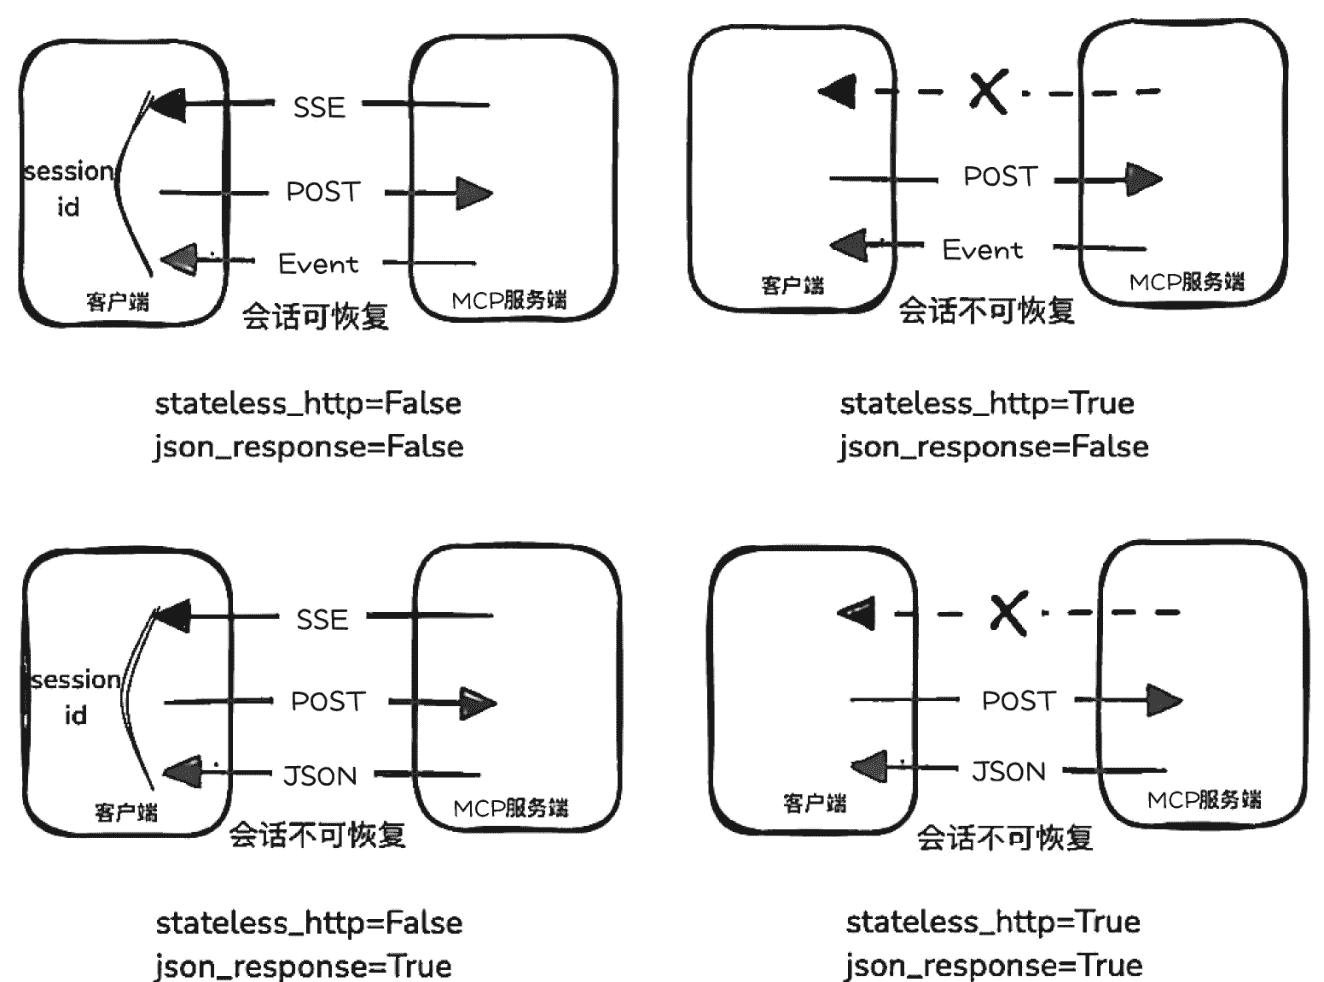 SSE
session
id
POST
Event
客户端
MCP服务端
会话可恢复
stateless_http=False
json_response=False
X
POST
Event
客户端
MCP服务端
会话不可恢复
stateless_http=True
json_response=False
SSE
session
id
POST
JSON
客户端
MCP服务端
会话不可恢复
stateless_http=False
json_response=True
X
POST
JSON
客户端
MCP服务端
会话不可恢复
stateless_http=True
json_response=True